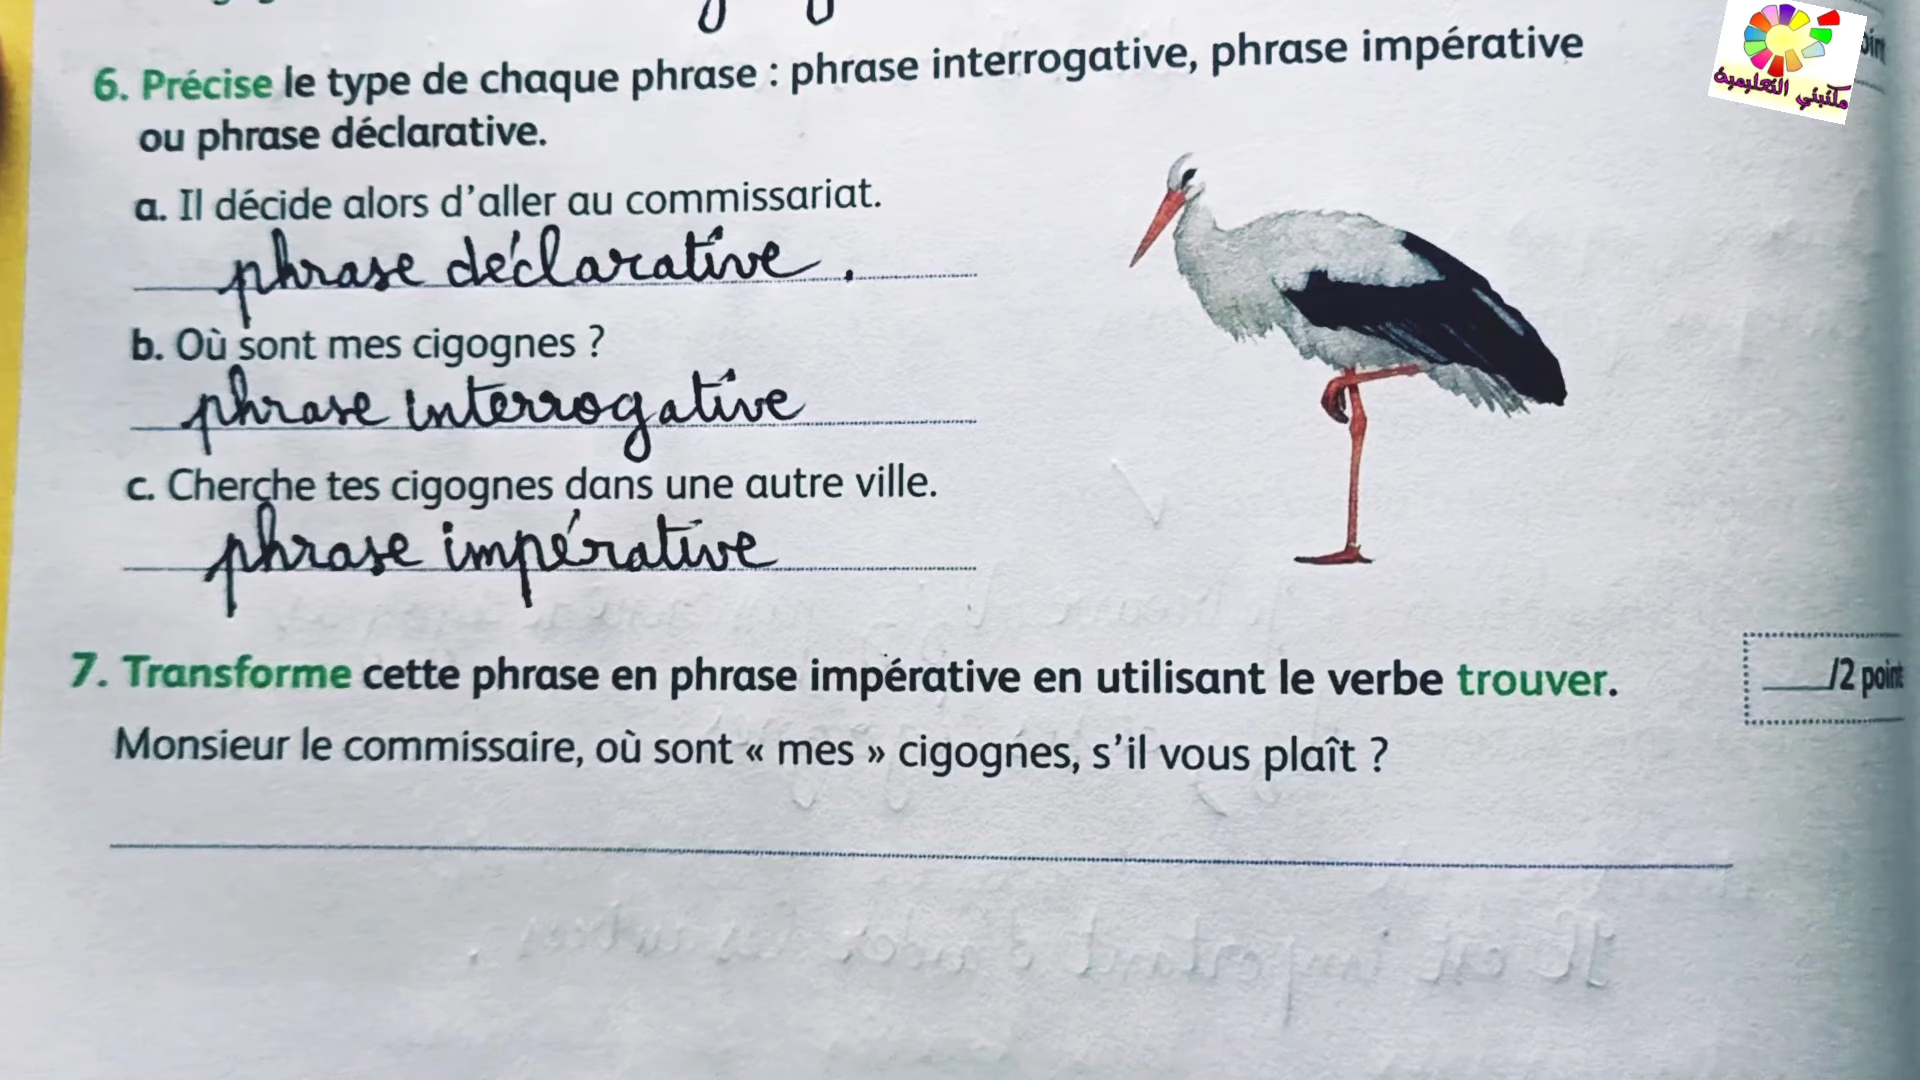 6. Précise le type de chaque phrase : phrase interrogative, phrase impérative
ou phrase déclarative.
a. Il décide alors d'aller au commissariat.
phrase déclarative.
b. Où sont mes cigognes ?
phrase interrogative
c. Cherche tes cigognes dans une autre ville.
phrase impérative
7. Transforme cette phrase en phrase impérative en utilisant le verbe trouver.
/2 point
Monsieur le commissaire, où sont « mes » cigognes, s'il vous plaît ?
مكتبتي التعليمية